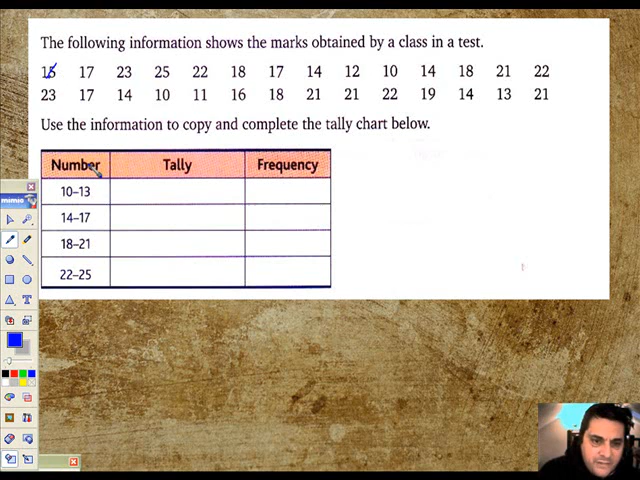 The following information shows the marks obtained by a class in a test.
15 17 23 25 22 18 17 14 12 10 14 18 21 22
23 17 14 10 11 16 18 21 21 22 19 14 13 21
Use the information to copy and complete the tally chart below.
Number Tally Frequency
10–13
14–17
18–21
22–25
mimio
T